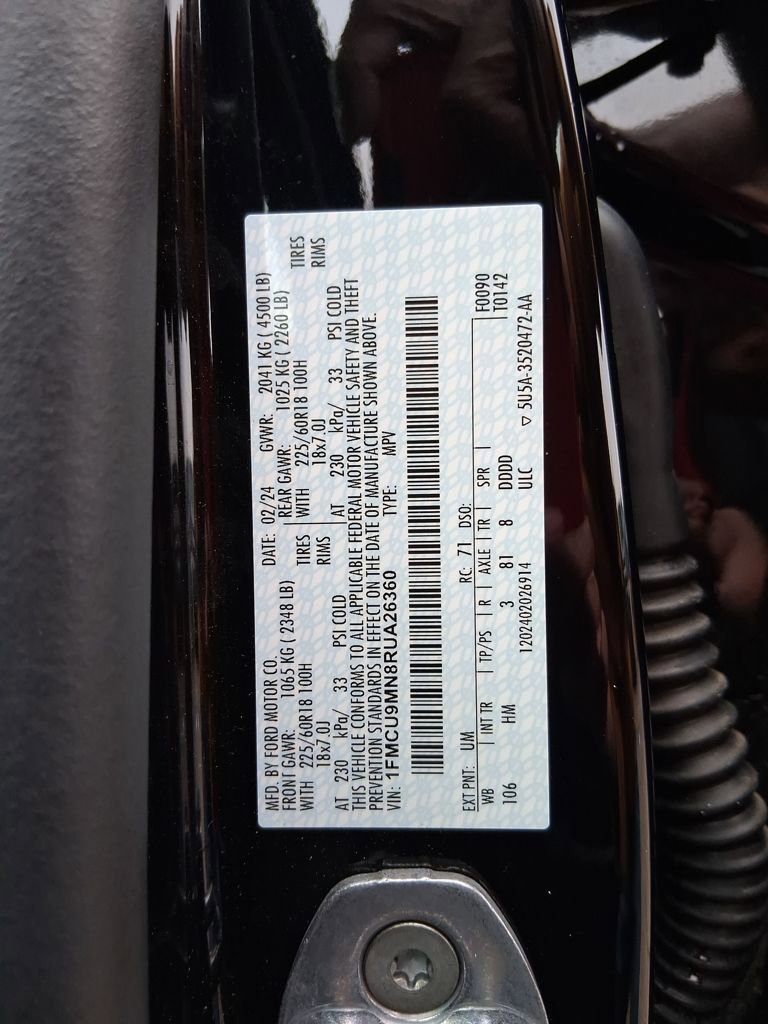 MFD. BY FORD MOTOR CO.
DATE: 02/24 GVWR: 2041 KG ( 4500 LB)
FRONT GAWR: 1065 KG ( 2348 LB)
REAR GAWR: 1025 KG ( 2260 LB)
WITH 225/60R18 100H TIRES
WITH 225/60R18 100H TIRES
18x7.0J RIMS
18x7.0J RIMS
AT 230 kPa/ 33 PSI COLD
AT 230 kPa/ 33 PSI COLD
THIS VEHICLE CONFORMS TO ALL APPLICABLE FEDERAL MOTOR VEHICLE SAFETY AND THEFT
PREVENTION STANDARDS IN EFFECT ON THE DATE OF MANUFACTURE SHOWN ABOVE.
VIN: 1FMCU9MN8RUA26360 TYPE: MPV
EXT PNT: UM RC: 71 DSO: F0090
WB | INT TR | TP/PS | R | AXLE | TR | SPR | T0142
106 HM 3 81 8 DDDD
1202402026914 ULC ▽ 5U5A-3520472-AA